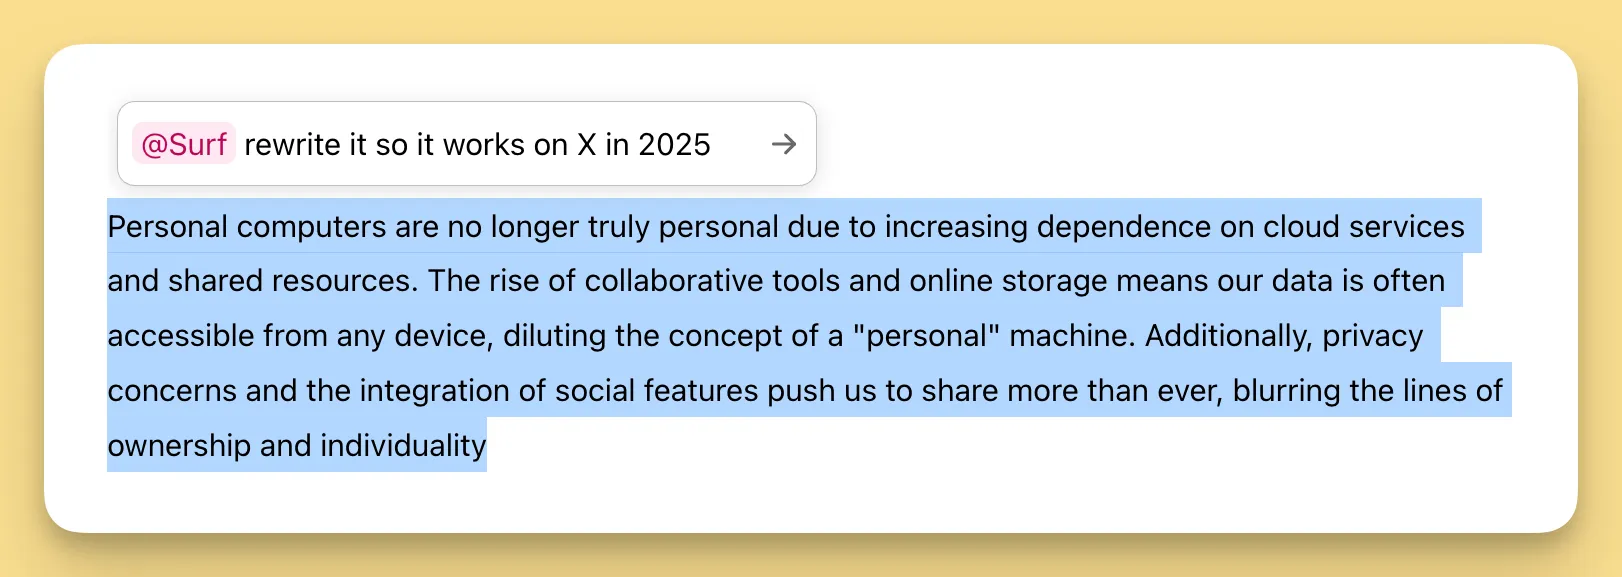 @Surf rewrite it so it works on X in 2025 →
Personal computers are no longer truly personal due to increasing dependence on cloud services
and shared resources. The rise of collaborative tools and online storage means our data is often
accessible from any device, diluting the concept of a "personal" machine. Additionally, privacy
concerns and the integration of social features push us to share more than ever, blurring the lines of
ownership and individuality